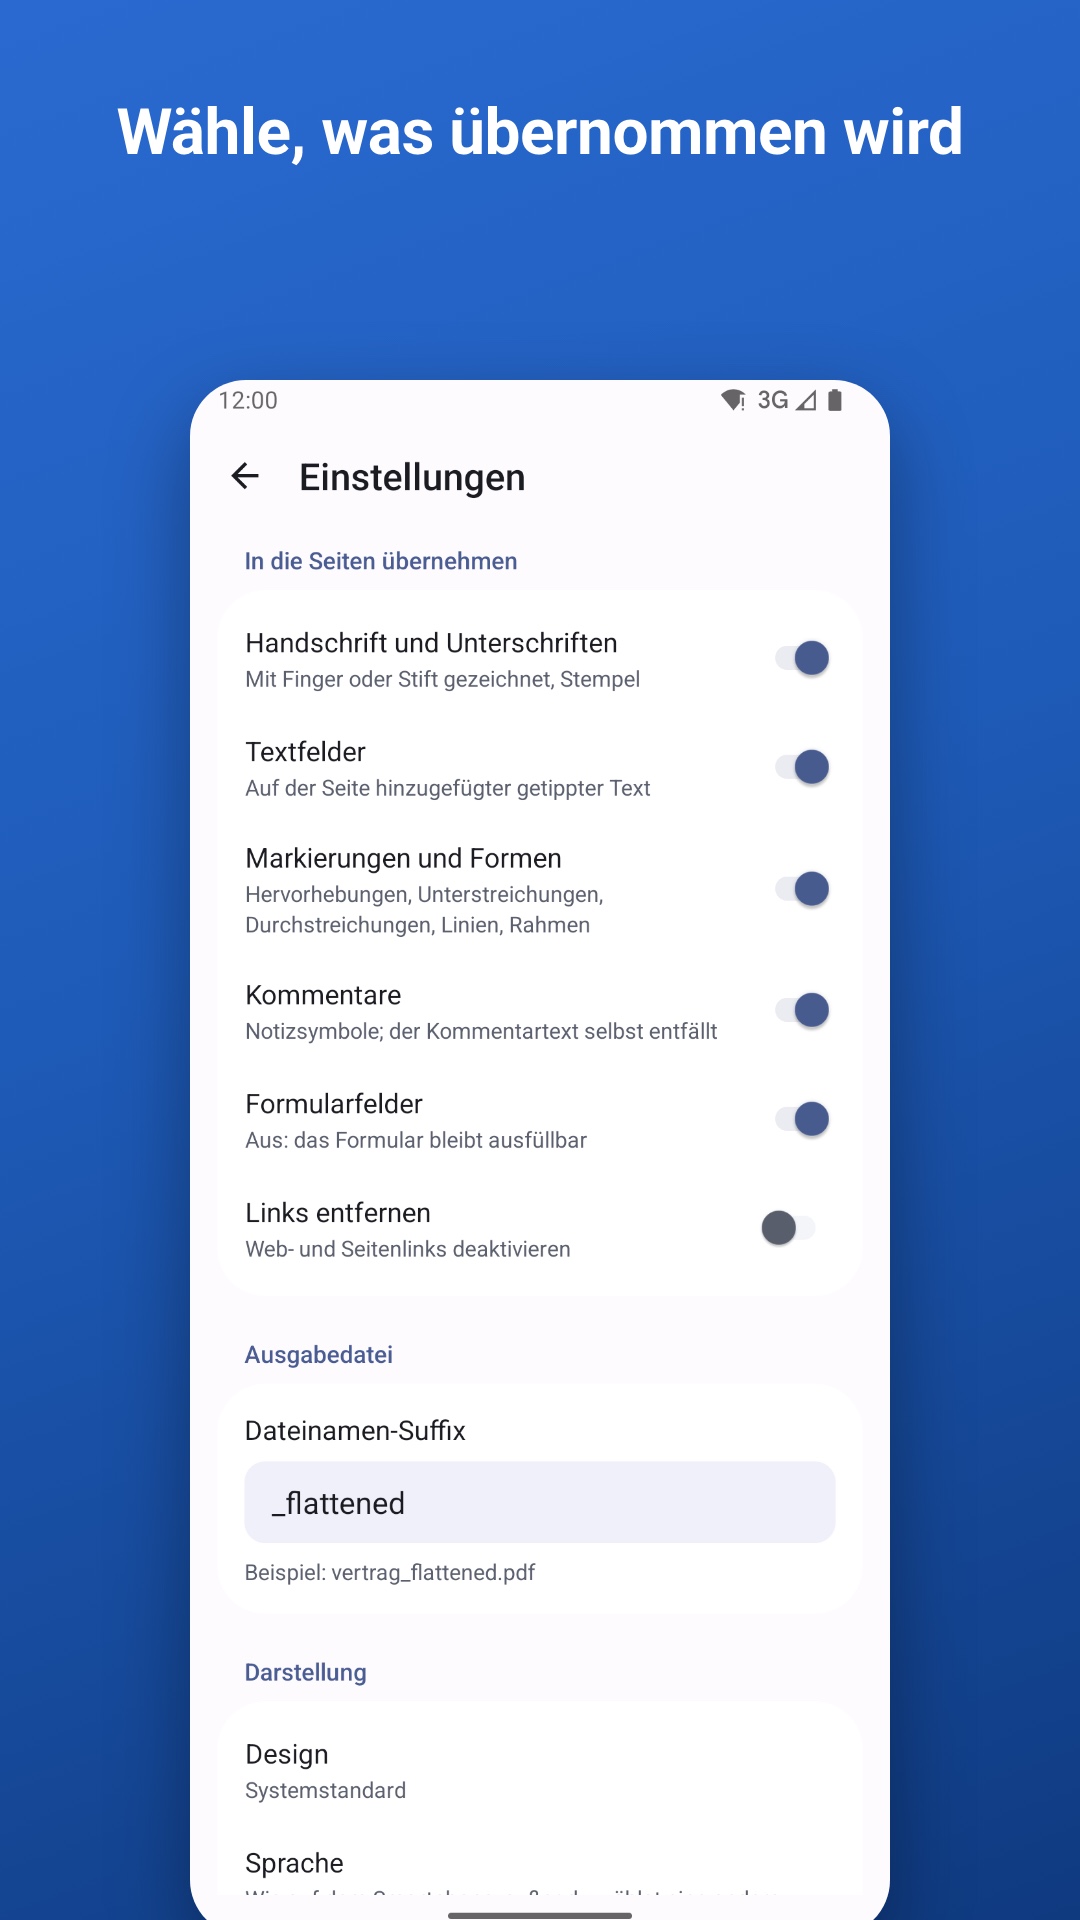 Wähle, was übernommen wird
12:00
3G
Einstellungen
In die Seiten übernehmen
Handschrift und Unterschriften
Mit Finger oder Stift gezeichnet, Stempel
Textfelder
Auf der Seite hinzugefügter getippter Text
Markierungen und Formen
Hervorhebungen, Unterstreichungen,
Durchstreichungen, Linien, Rahmen
Kommentare
Notizsymbole; der Kommentartext selbst entfällt
Formularfelder
Aus: das Formular bleibt ausfüllbar
Links entfernen
Web- und Seitenlinks deaktivieren
Ausgabedatei
Dateinamen-Suffix
_flattened
Beispiel: vertrag_flattened.pdf
Darstellung
Design
Systemstandard
Sprache